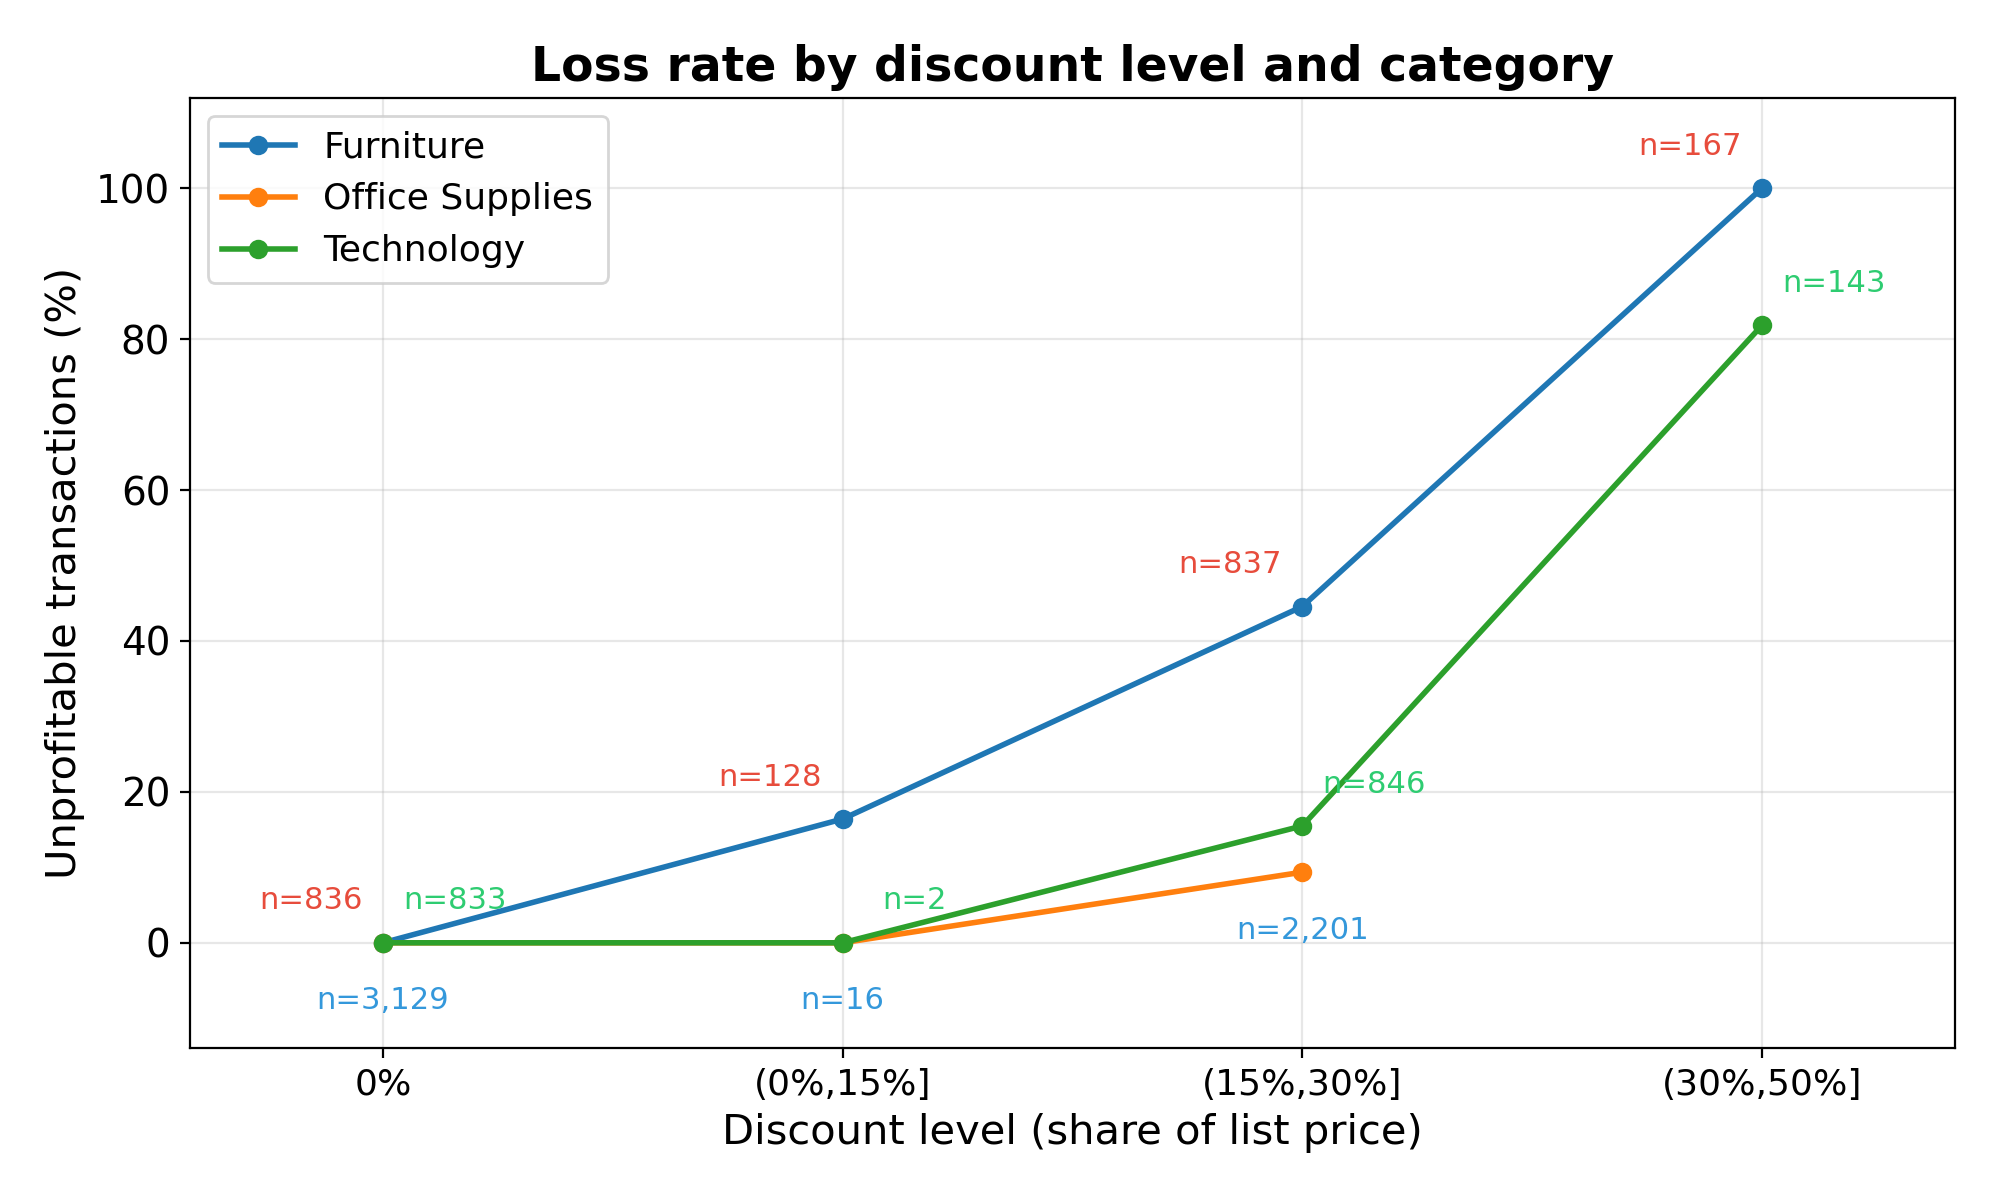 Loss rate by discount level and category
Furniture
Office Supplies
Technology
n=167
100
n=143
80
60
n=837
40
n=128
n=846
20
n=836
n=833
n=2
n=2,201
0
n=3,129
n=16
0%
(0%,15%]
(15%,30%]
(30%,50%]
Discount level (share of list price)
Unprofitable transactions (%)